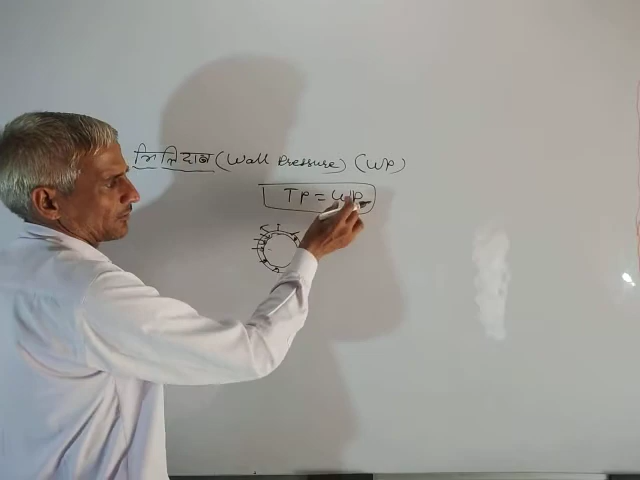 भित्तिदाब (Wall Pressure) (WP)
TP = WP